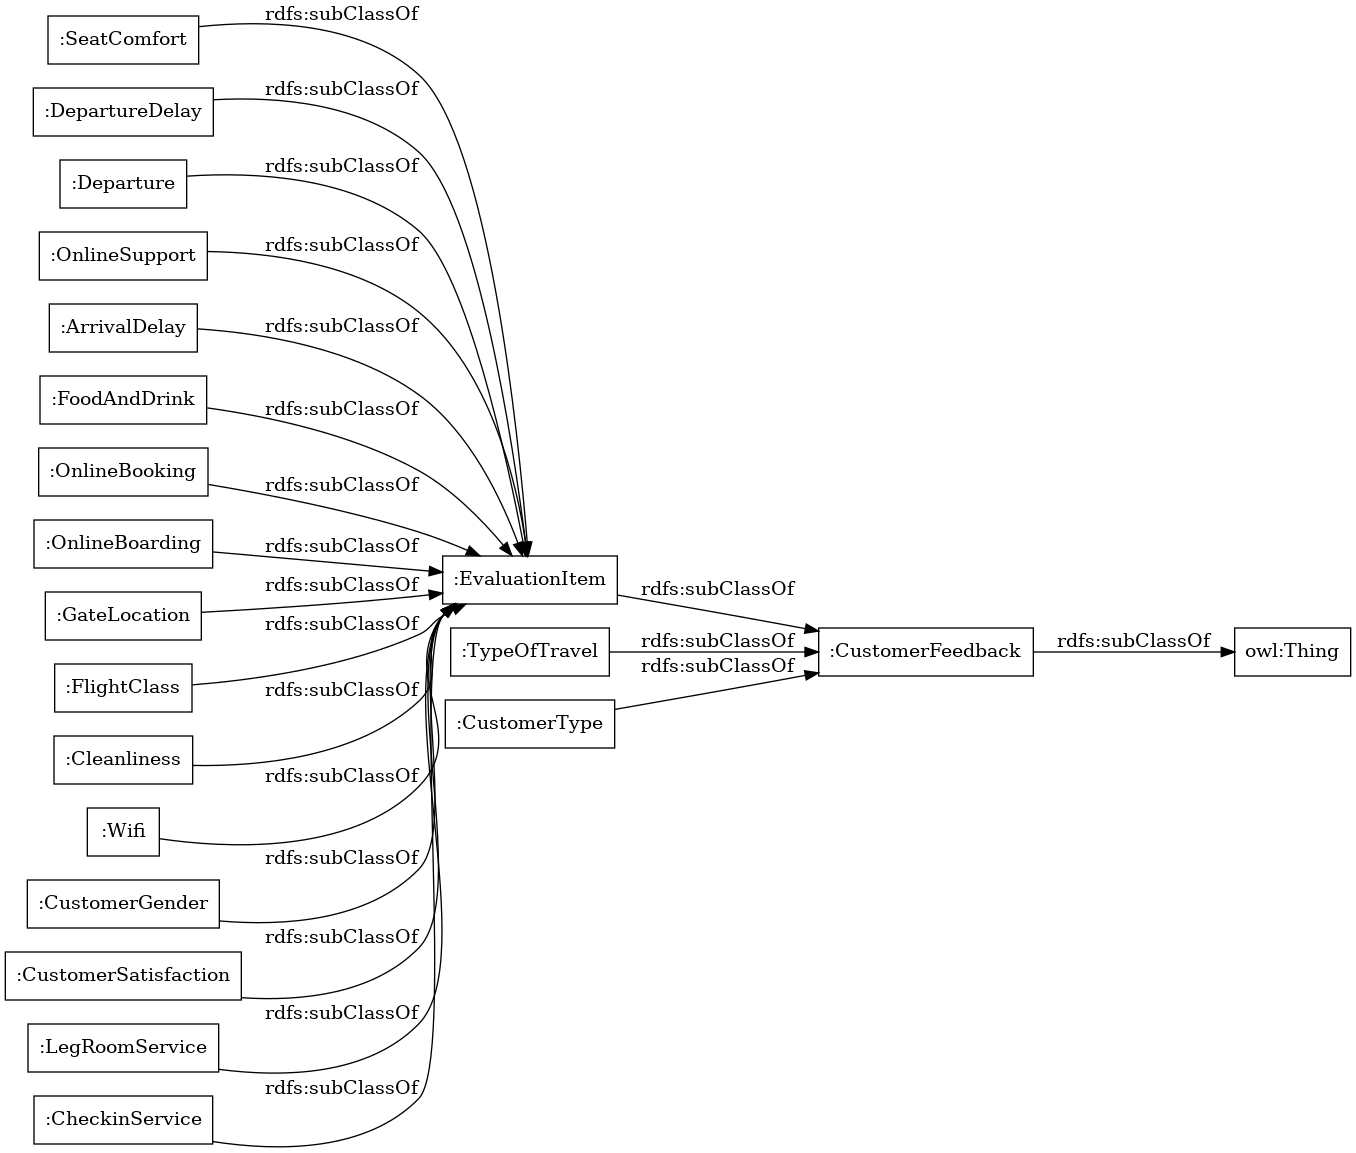 rdfs:subClassOf
:SeatComfort
rdfs:subClassOf
:DepartureDelay
rdfs:subClassOf
:Departure
rdfs:subClassOf
:OnlineSupport
rdfs:subClassOf
:ArrivalDelay
rdfs:subClassOf
:FoodAndDrink
rdfs:subClassOf
:OnlineBooking
rdfs:subClassOf
:OnlineBoarding
rdfs:subClassOf
:GateLocation
rdfs:subClassOf
:FlightClass
rdfs:subClassOf
:Cleanliness
rdfs:subClassOf
:Wifi
rdfs:subClassOf
:CustomerGender
rdfs:subClassOf
:CustomerSatisfaction
rdfs:subClassOf
:LegRoomService
rdfs:subClassOf
:CheckinService
:EvaluationItem
rdfs:subClassOf
:TypeOfTravel
rdfs:subClassOf
:CustomerType
rdfs:subClassOf
:CustomerFeedback
rdfs:subClassOf
owl:Thing